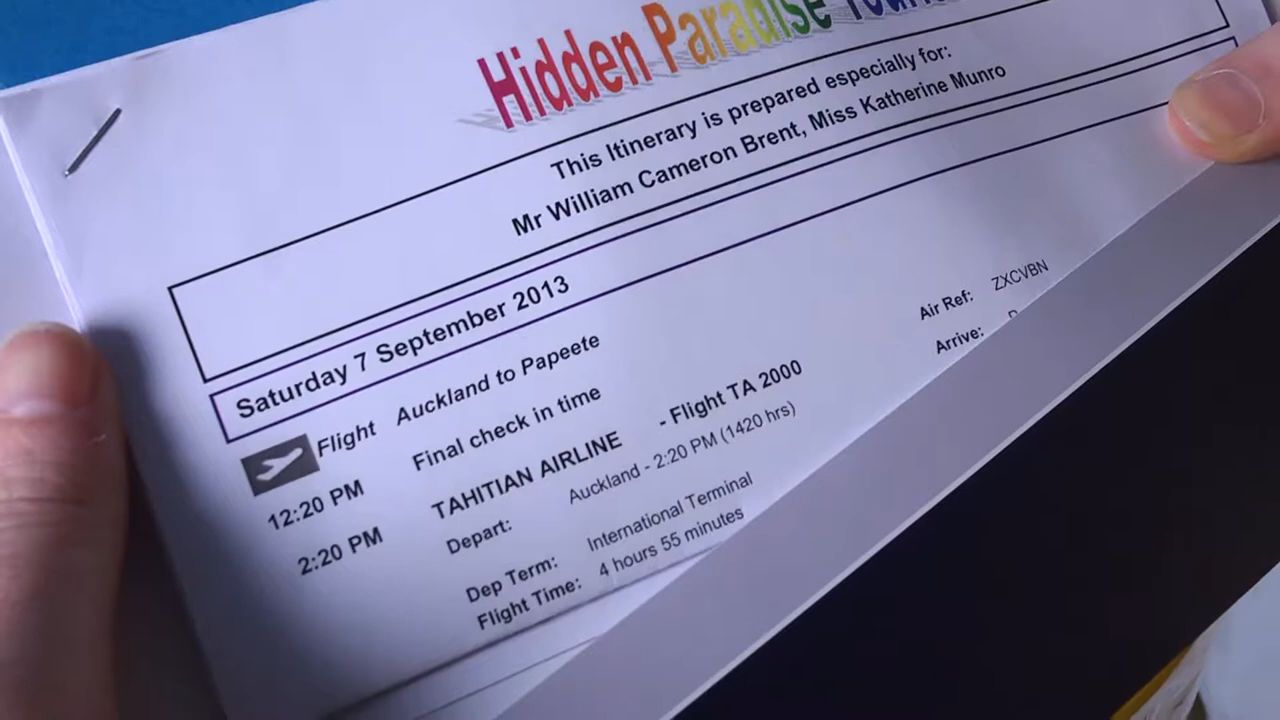 Hidden Paradise
This Itinerary is prepared especially for:
Mr William Cameron Brent, Miss Katherine Munro
Saturday 7 September 2013
Flight Auckland to Papeete
Air Ref: ZXCVBN
12:20 PM Final check in time
Arrive:
2:20 PM TAHITIAN AIRLINE - Flight TA 2000
Depart: Auckland - 2:20 PM (1420 hrs)
Dep Term: International Terminal
Flight Time: 4 hours 55 minutes